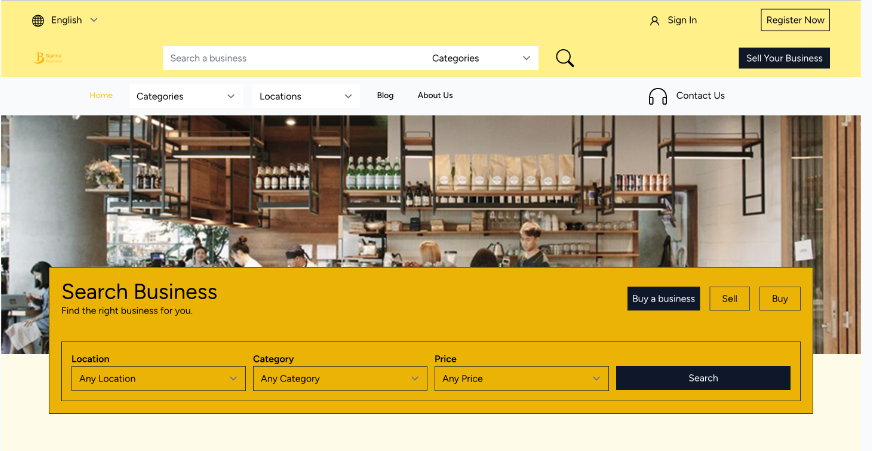 English
Sign In
Register Now
Search a business
Categories
Sell Your Business
Home
Categories
Locations
Blog
About Us
Contact Us
Search Business
Find the right business for you.
Buy a business
Sell
Buy
Location
Category
Price
Any Location
Any Category
Any Price
Search